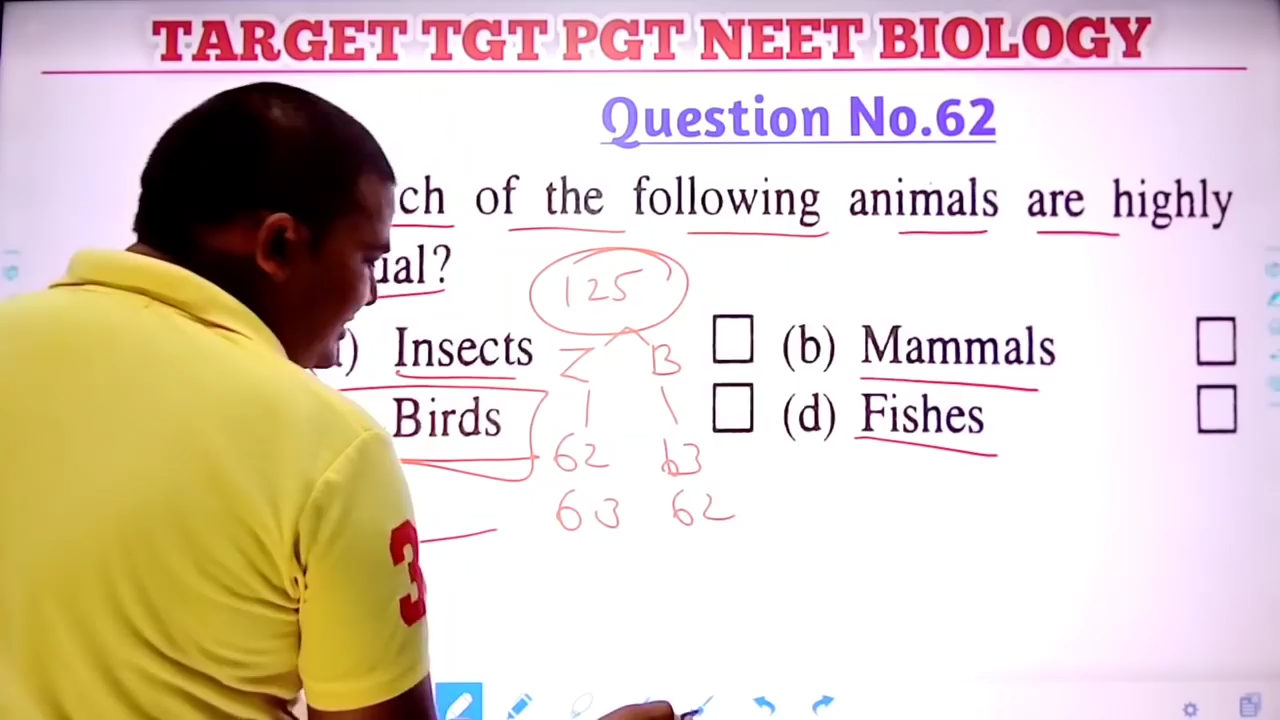 TARGET TGT PGT NEET BIOLOGY
Question No.62
ch of the following animals are highly
ual?
125
) Insects (b) Mammals
Z B
Birds (d) Fishes
62 63
63 62
3